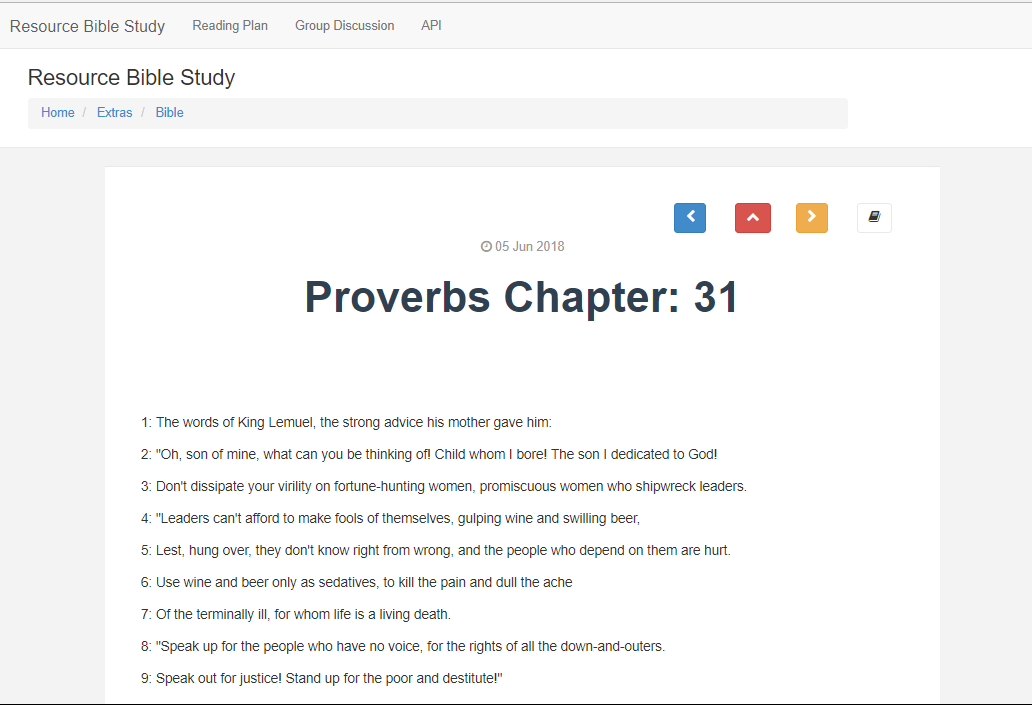 Resource Bible Study Reading Plan Group Discussion API
Resource Bible Study
Home / Extras / Bible
05 Jun 2018
Proverbs Chapter: 31
1: The words of King Lemuel, the strong advice his mother gave him:
2: "Oh, son of mine, what can you be thinking of! Child whom I bore! The son I dedicated to God!
3: Don't dissipate your virility on fortune-hunting women, promiscuous women who shipwreck leaders.
4: "Leaders can't afford to make fools of themselves, gulping wine and swilling beer,
5: Lest, hung over, they don't know right from wrong, and the people who depend on them are hurt.
6: Use wine and beer only as sedatives, to kill the pain and dull the ache
7: Of the terminally ill, for whom life is a living death.
8: "Speak up for the people who have no voice, for the rights of all the down-and-outers.
9: Speak out for justice! Stand up for the poor and destitute!"